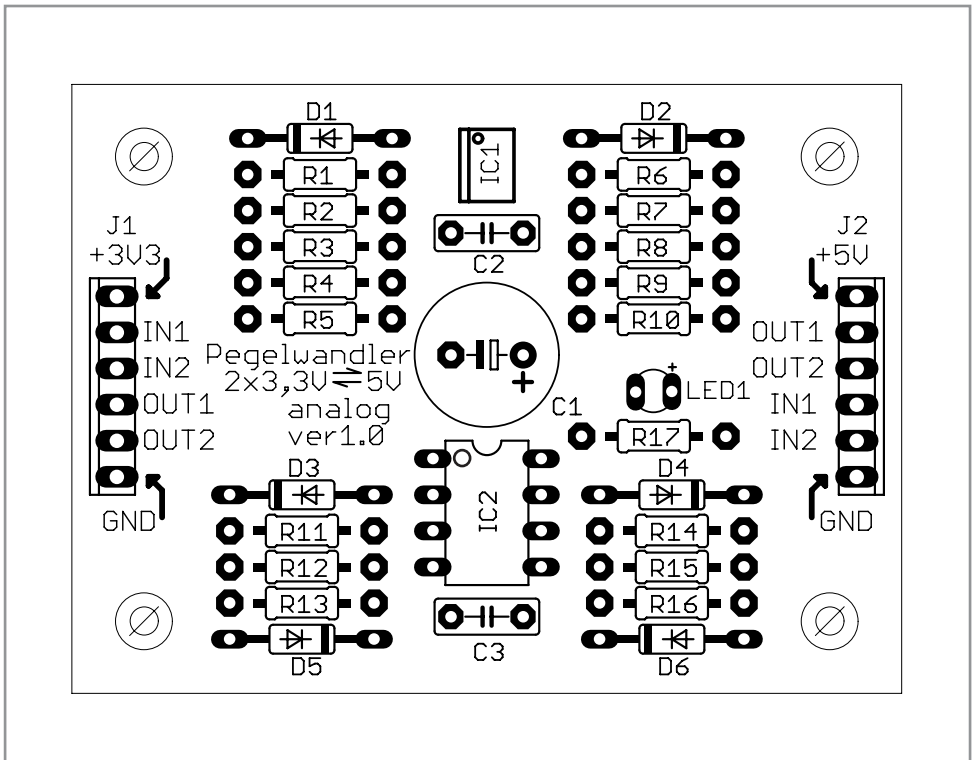 D1
D2
R1
IC1
R6
R2
R7
J1
+3V3
R3
R8
J2
+5V
C2
R4
R9
R5
R10
IN1
OUT1
Pegelwandler
2x3,3V⇌5V
analog
ver1.0
IN2
OUT2
+
+
LED1
OUT1
IN1
C1
OUT2
IN2
R17
D3
D4
GND
IC2
GND
R11
R14
R12
R15
R13
R16
D5
C3
D6